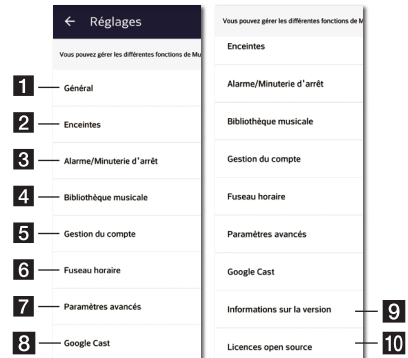 ← Réglages
Vous pouvez gérer les différentes fonctions de Mu
1 Général
2 Enceintes
3 Alarme/Minuterie d'arrêt
4 Bibliothèque musicale
5 Gestion du compte
6 Fuseau horaire
7 Paramètres avancés
8 Google Cast
Vous pouvez gérer les différentes fonctions de M
Enceintes
Alarme/Minuterie d'arrêt
Bibliothèque musicale
Gestion du compte
Fuseau horaire
Paramètres avancés
Google Cast
Informations sur la version 9
Licences open source 10